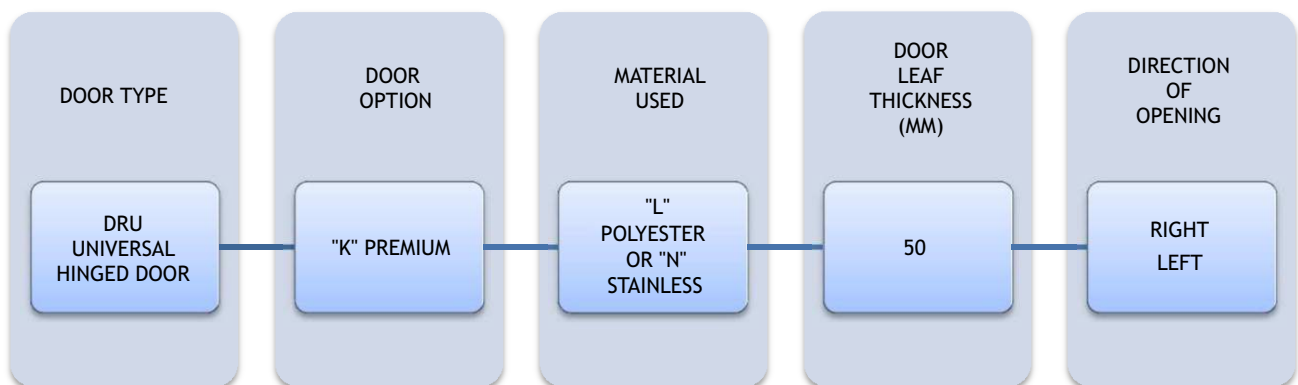 DOOR TYPE
DOOR
OPTION
MATERIAL
USED
DOOR
LEAF
THICKNESS
(MM)
DIRECTION
OF
OPENING
DRU
UNIVERSAL
HINGED DOOR
"K" PREMIUM
"L"
POLYESTER
OR "N"
STAINLESS
50
RIGHT
LEFT